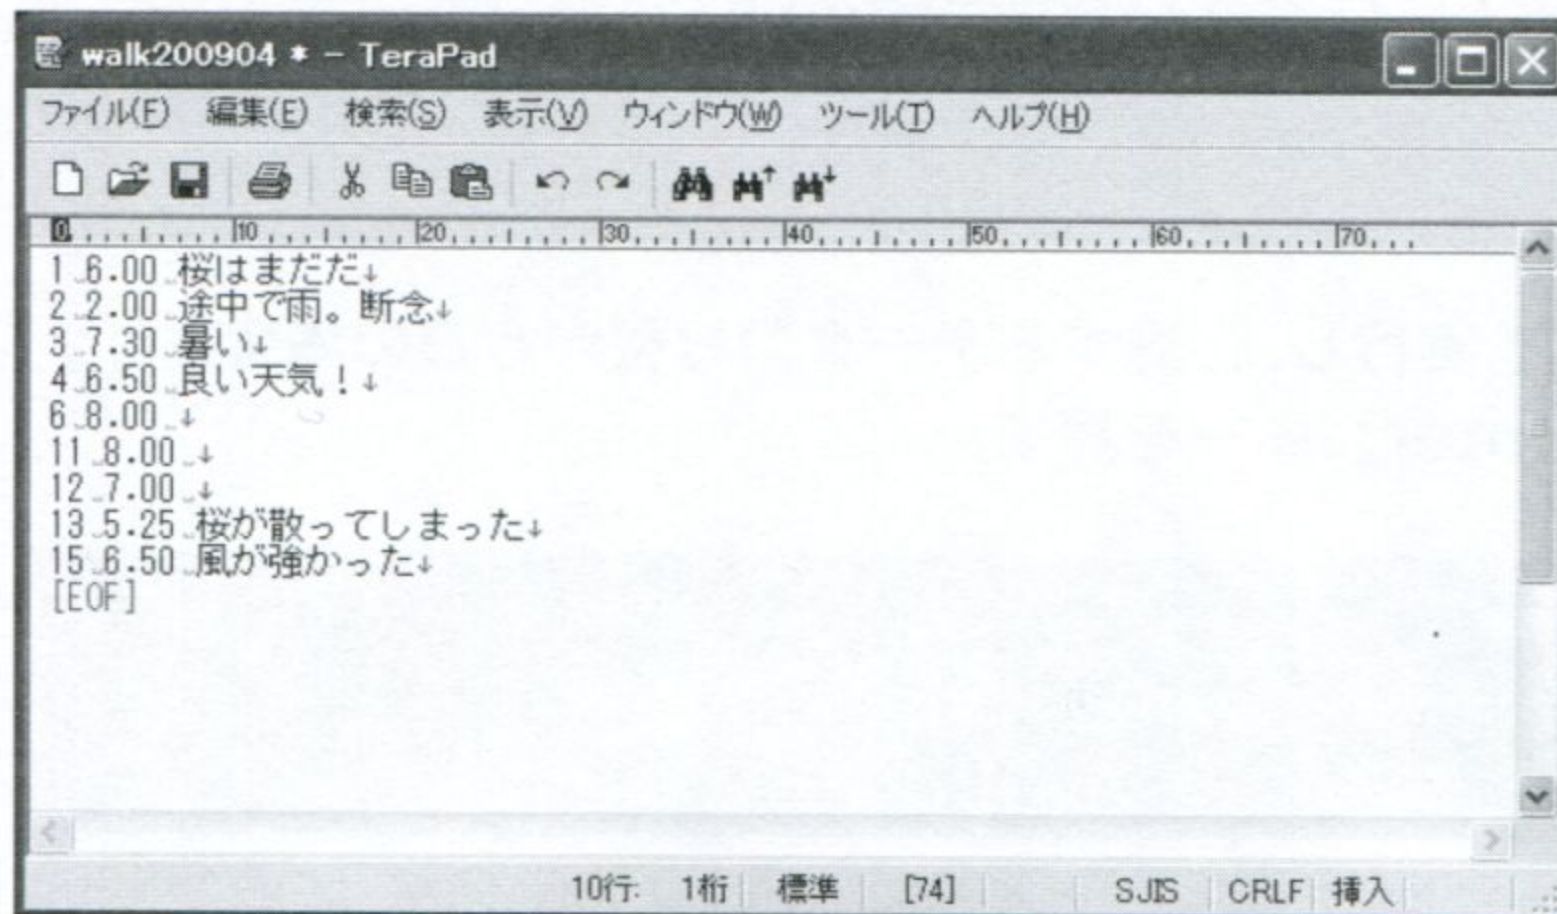 walk200904 * - TeraPad
ファイル(F) 編集(E) 検索(S) 表示(V) ウィンドウ(W) ツール(T) ヘルプ(H)
0 10 20 30 40 50 60 70
1 6.00 桜はまだだ↓
2 2.00 途中で雨。断念↓
3 7.30 暑い↓
4 6.50 良い天気！↓
6 8.00 ↓
11 8.00 ↓
12 7.00 ↓
13 5.25 桜が散ってしまった↓
15 6.50 風が強かった↓
[EOF]
10行: 1桁 標準 [74] SJIS CRLF 挿入